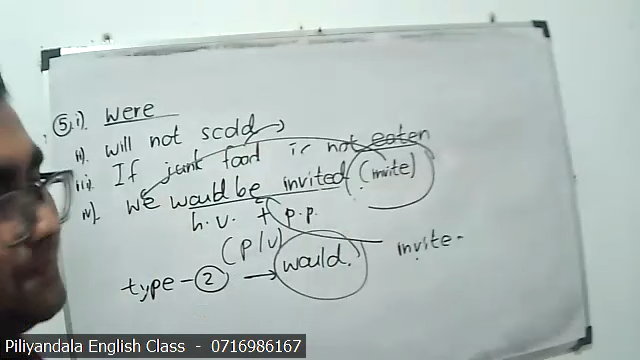 ⑤ i). Were
ii). will not scold
iii). If junk food is not eaten
iv). we would be invited (invite)
h.v. + p.p.
(p/v)
type-② → would. invite.
Piliyandala English Class - 0716986167